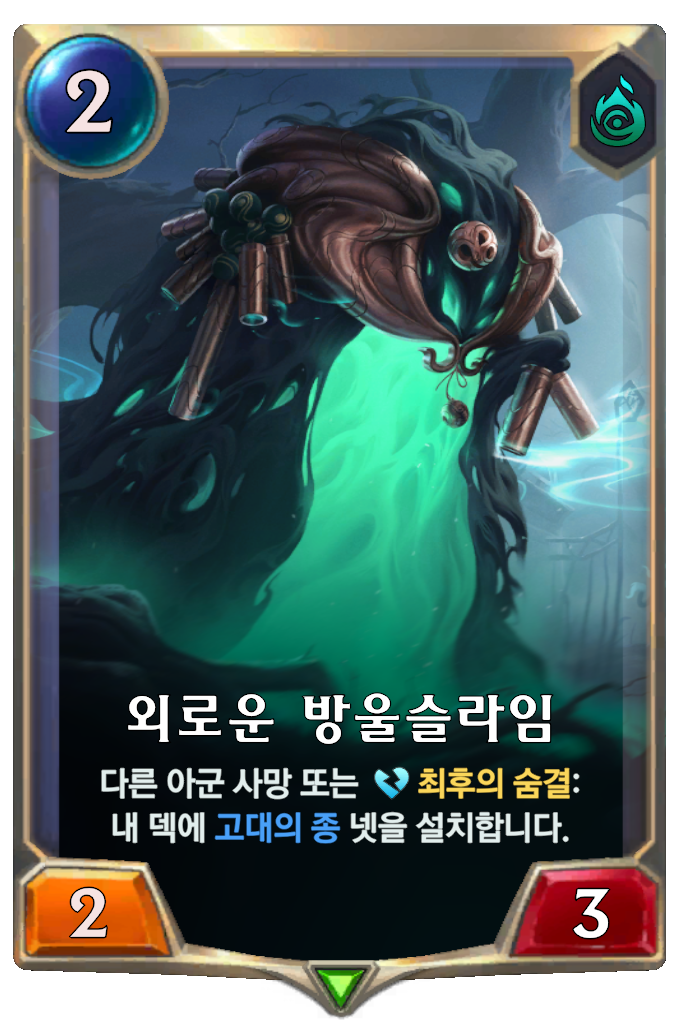 2
외로운 방울슬라임
다른 아군 사망 또는 최후의 숨결:
내 덱에 고대의 종 넷을 설치합니다.
2 3